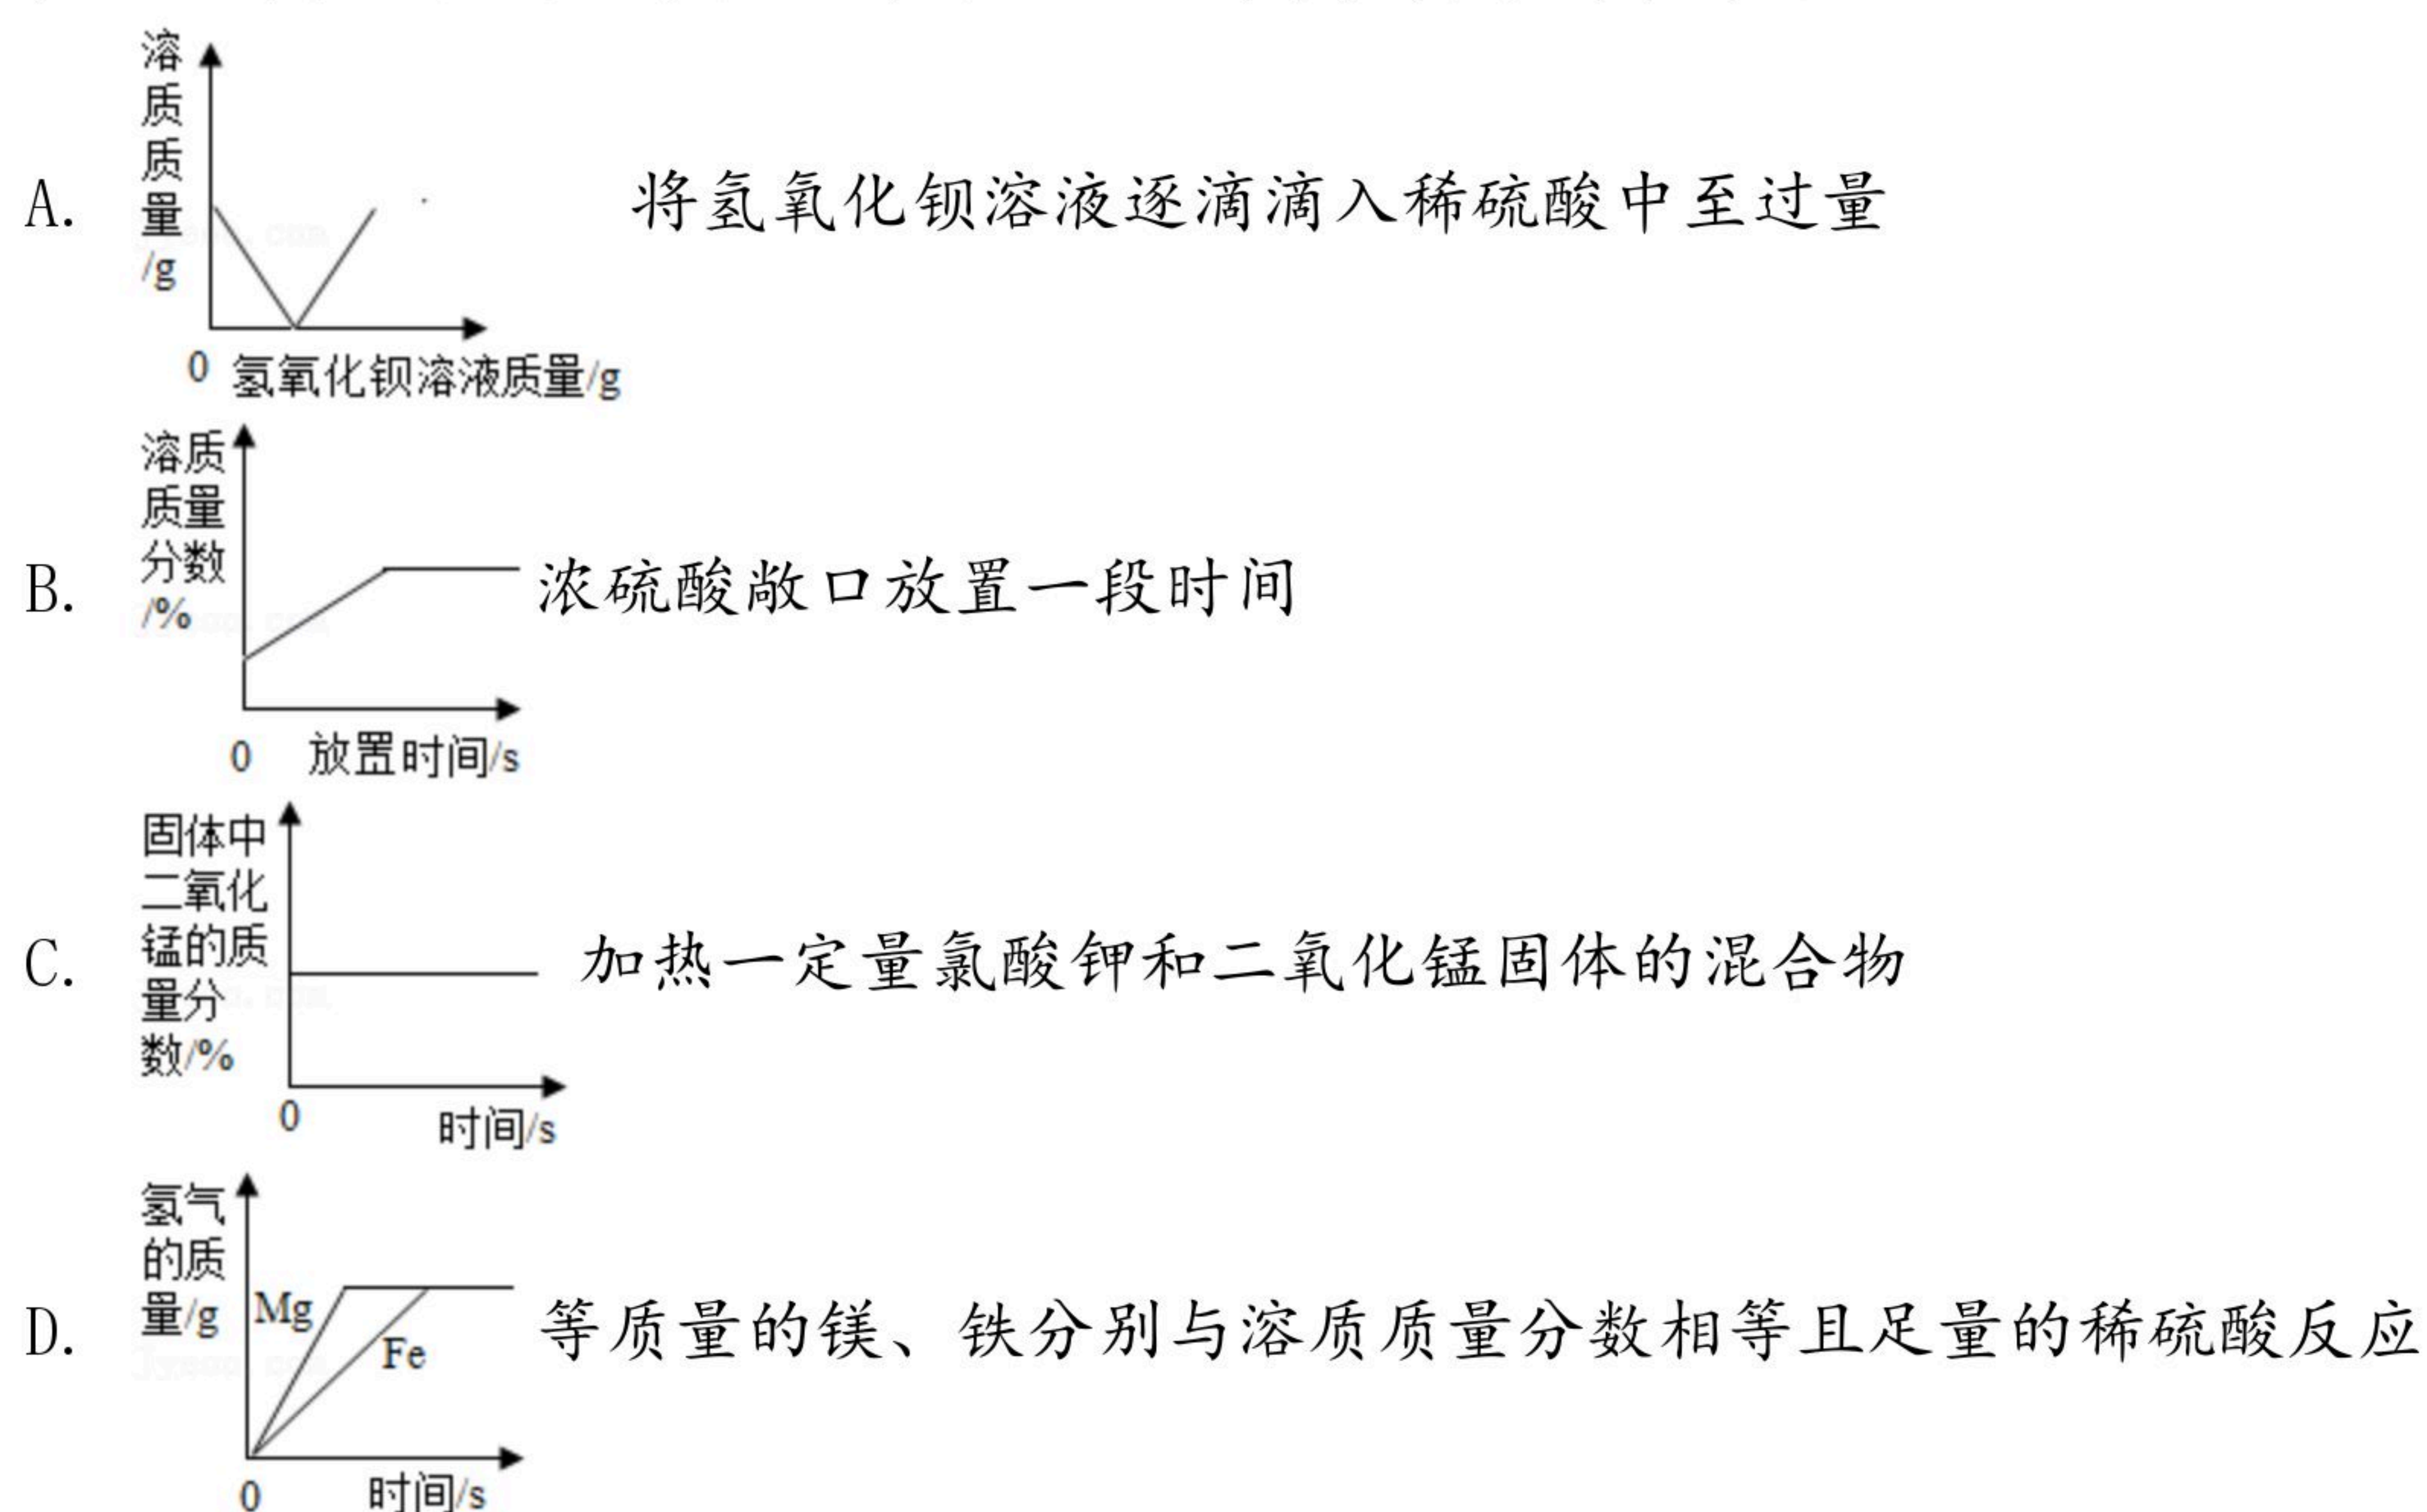 溶
质
质
量
/g
A.
将氢氧化钡溶液逐滴滴入稀硫酸中至过量
0 氢氧化钡溶液质量/g
溶质
质量
分数
/%
B.
浓硫酸敞口放置一段时间
0 放置时间/s
固体中
二氧化
锰的质
量分
数/%
C.
加热一定量氯酸钾和二氧化锰固体的混合物
0
时间/s
氢气
的质
量/g
Mg
Fe
D.
等质量的镁、铁分别与溶质质量分数相等且足量的稀硫酸反应
0 时间/s